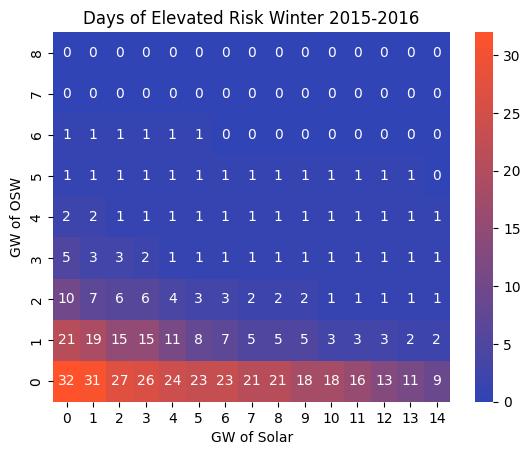 Days of Elevated Risk Winter 2015-2016
8 0 0 0 0 0 0 0 0 0 0 0 0 0 0 0
7 0 0 0 0 0 0 0 0 0 0 0 0 0 0 0
6 1 1 1 1 1 1 0 0 0 0 0 0 0 0 0
5 1 1 1 1 1 1 1 1 1 1 1 1 1 1 0
4 2 2 1 1 1 1 1 1 1 1 1 1 1 1 1
3 5 3 3 2 1 1 1 1 1 1 1 1 1 1 1
2 10 7 6 6 4 3 3 2 2 2 1 1 1 1 1
1 21 19 15 15 11 8 7 5 5 5 3 3 3 2 2
0 32 31 27 26 24 23 23 21 21 18 18 16 13 11 9
0 1 2 3 4 5 6 7 8 9 10 11 12 13 14
GW of Solar
GW of OSW
30
25
20
15
10
5
0